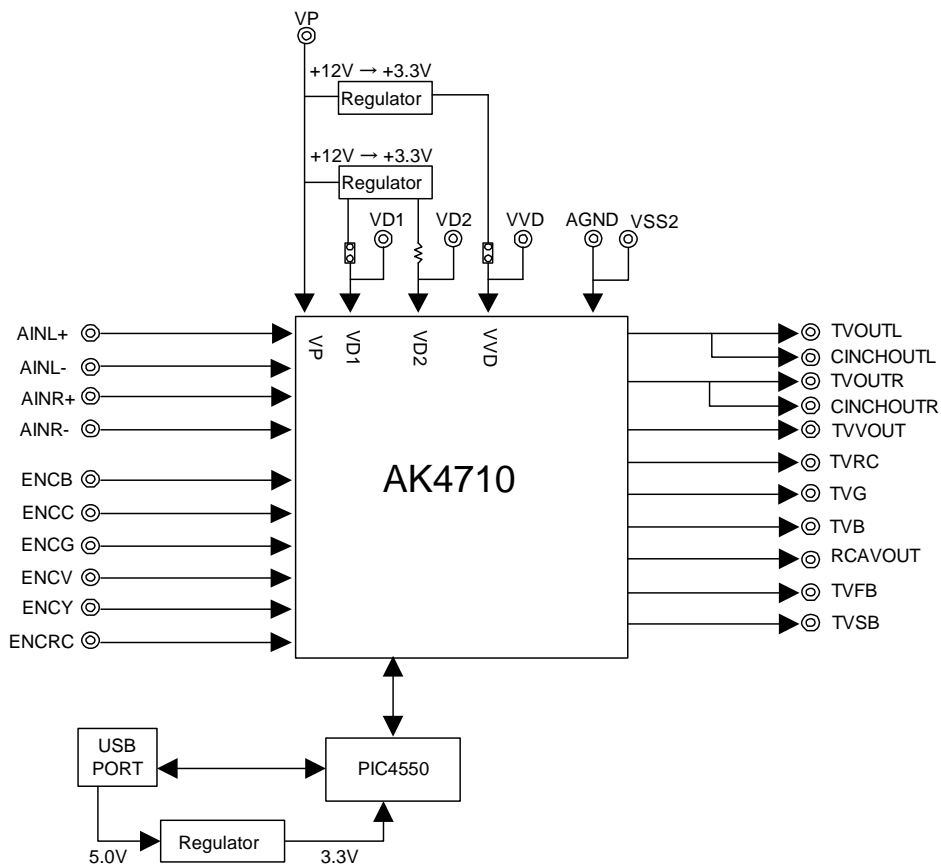 VP
+12V → +3.3V
Regulator
+12V → +3.3V
Regulator
VD1
VD2
VVD
AGND
VSS2
VP
VD1
VD2
VVD
AINL+
AINL-
AINR+
AINR-
ENCB
ENCC
ENCG
ENCV
ENCY
ENCRC
AK4710
TVOUTL
CINCHOUTL
TVOUTR
CINCHOUTR
TVVOUT
TVRC
TVG
TVB
RCAVOUT
TVFB
TVSB
USB
PORT
PIC4550
Regulator
5.0V
3.3V